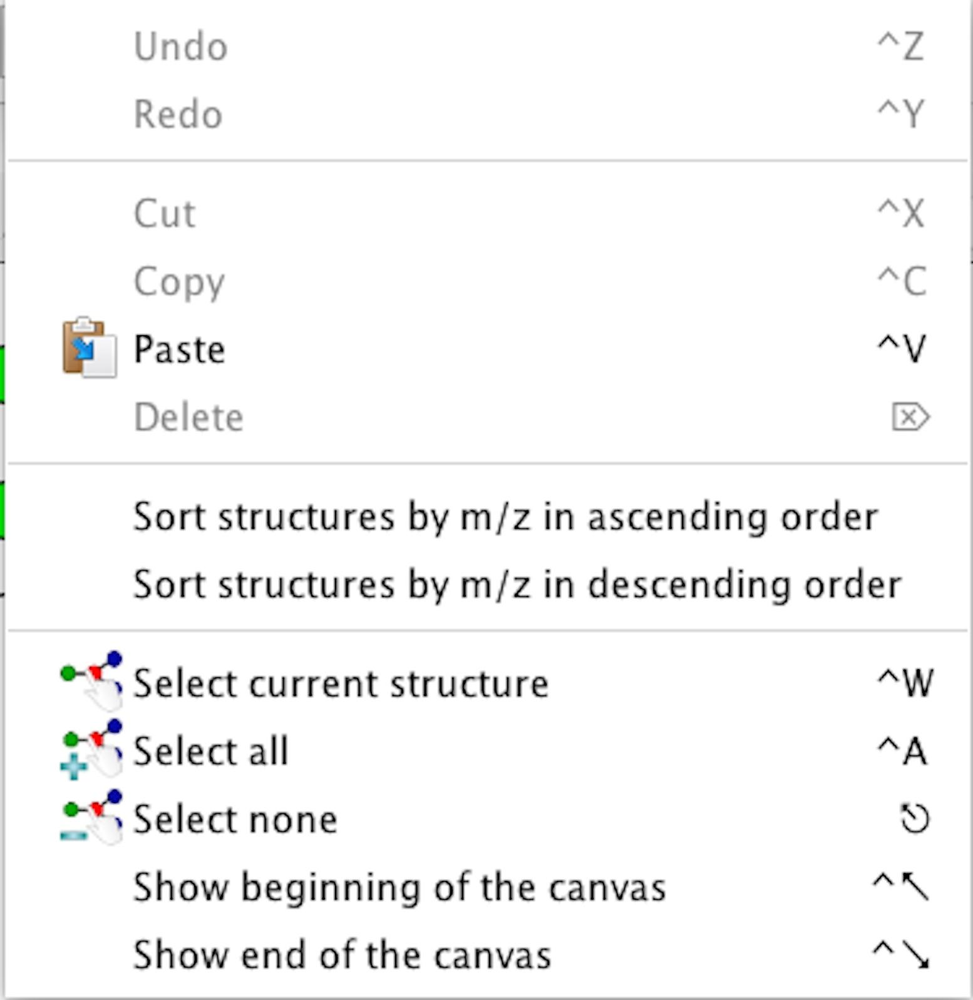 Undo ^Z
Redo ^Y
Cut ^X
Copy ^C
Paste ^V
Delete ⌦
Sort structures by m/z in ascending order
Sort structures by m/z in descending order
Select current structure ^W
Select all ^A
Select none ⎋
Show beginning of the canvas ^↖
Show end of the canvas ^↘